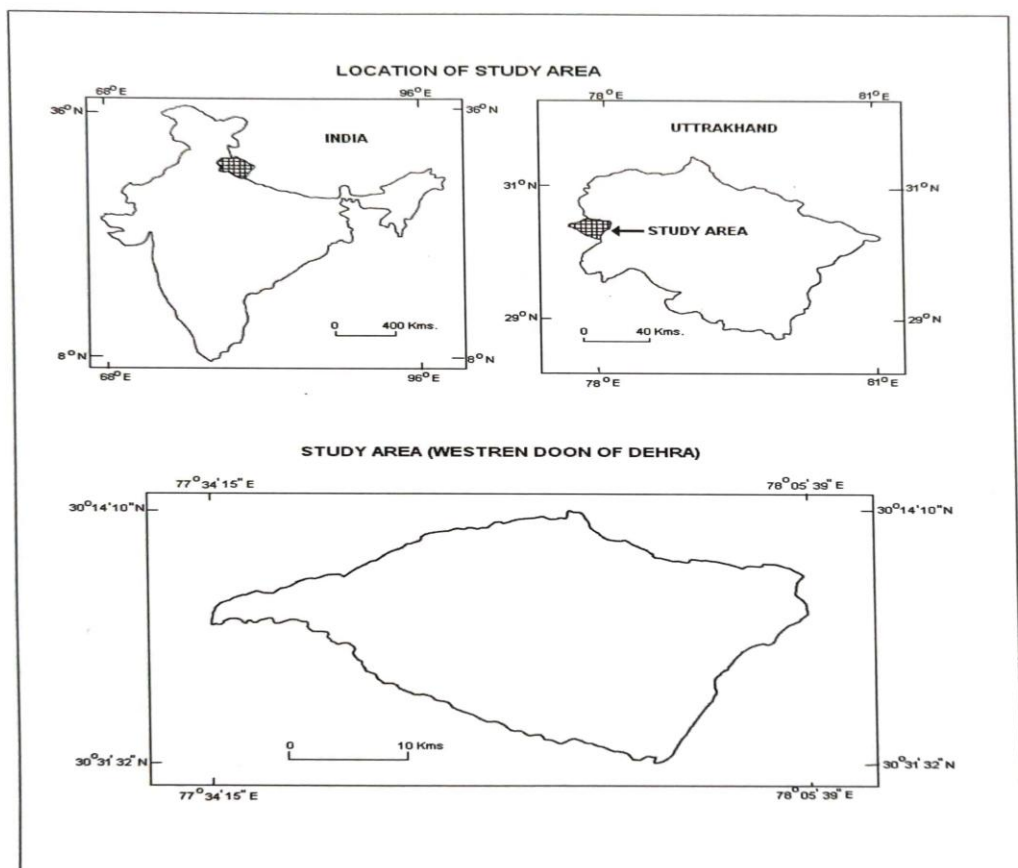 LOCATION OF STUDY AREA
68°E 96°E
36°N 36°N
INDIA
0 400 Kms.
8°N 8°N
68°E 96°E
78°E 81°E
UTTRAKHAND
31°N 31°N
STUDY AREA
29°N 29°N
0 40 Kms.
78°E 81°E
STUDY AREA (WESTREN DOON OF DEHRA)
77°34'15"E 78°05'39"E
30°14'10"N 30°14'10"N
0 10 Kms
30°31'32"N 30°31'32"N
77°34'15"E 78°05'39"E